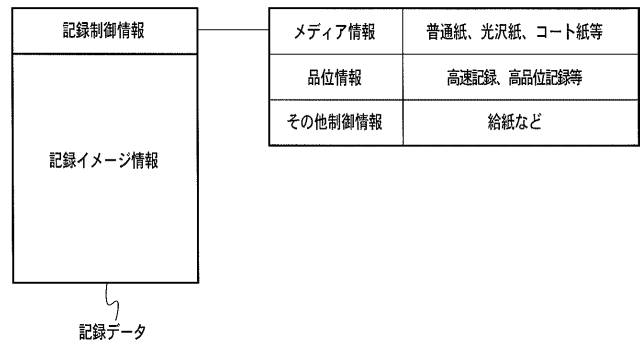 記録制御情報
メディア情報 普通紙、光沢紙、コート紙等
品位情報 高速記録、高品位記録等
その他制御情報 給紙など
記録イメージ情報
記録データ